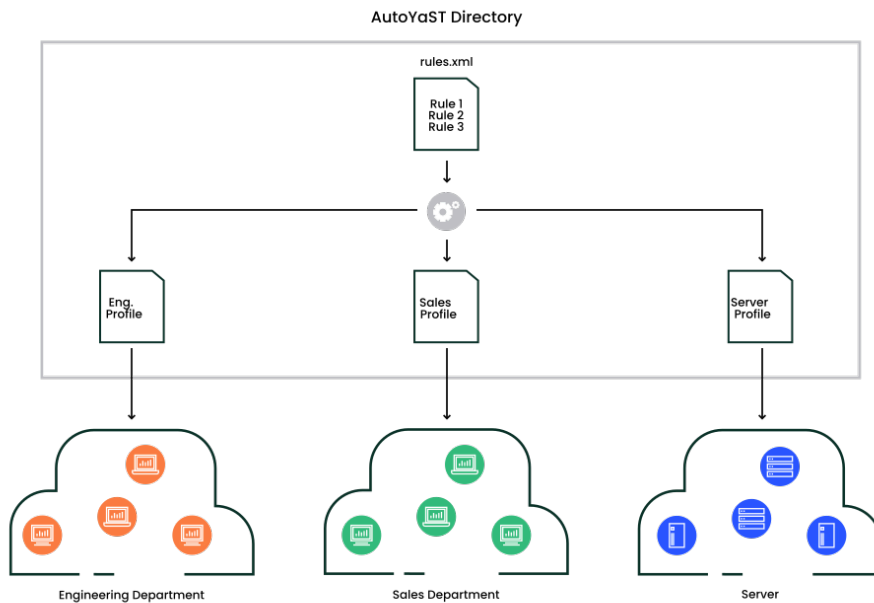 AutoYaST Directory
rules.xml
Rule 1
Rule 2
Rule 3
Eng.
Profile
Sales
Profile
Server
Profile
Engineering Department
Sales Department
Server